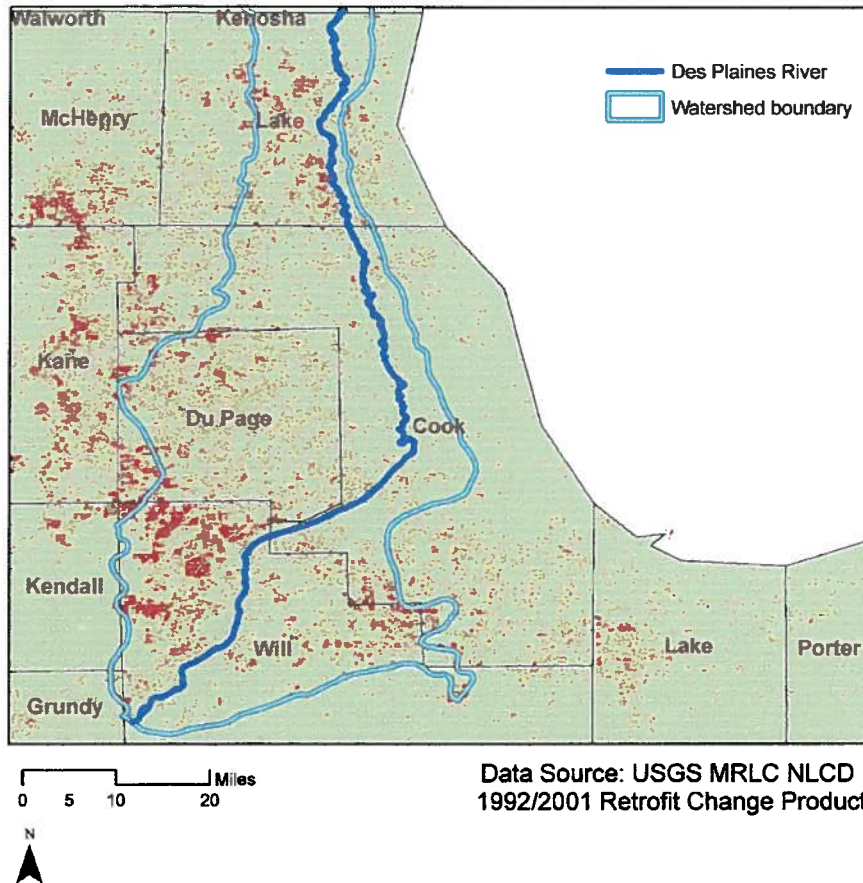 Walworth
Kenosha
McHenry
Lake
Des Plaines River
Watershed boundary
Kane
Du Page
Cook
Kendall
Will
Lake
Porter
Grundy
Miles
0 5 10 20
Data Source: USGS MRLC NLCD
1992/2001 Retrofit Change Product
N